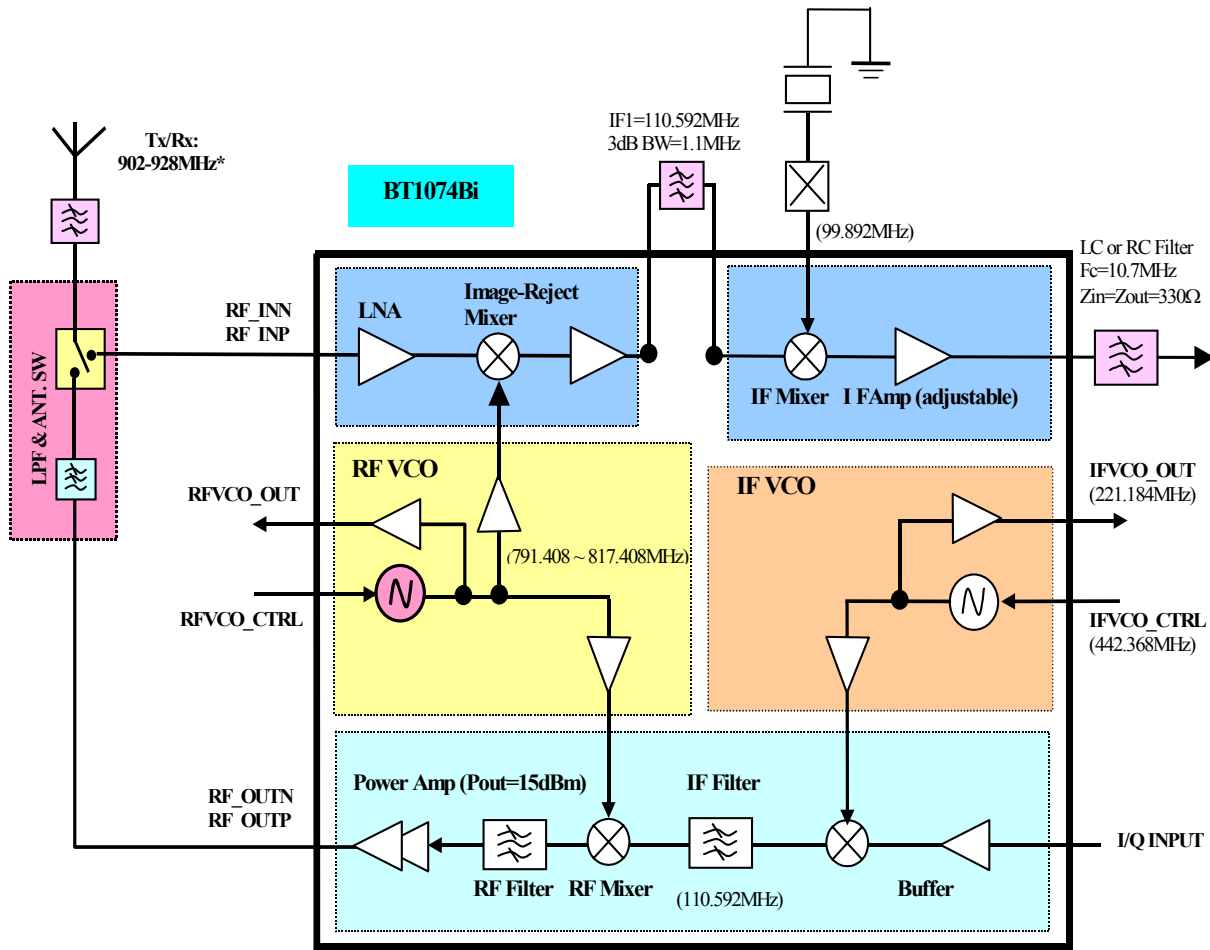 Tx/Rx:
902-928MHz*
BT1074Bi
IF1=110.592MHz
3dB BW=1.1MHz
(99.892MHz)
LC or RC Filter
Fc=10.7MHz
Zin=Zout=330Ω
LPF & ANT. SW
RF_INN
RF_INP
LNA
Image-Reject
Mixer
IF Mixer
I FAmp (adjustable)
RF VCO
RFVCO_OUT
(791.408 ~ 817.408MHz)
RFVCO_CTRL
IF VCO
IFVCO_OUT
(221.184MHz)
IFVCO_CTRL
(442.368MHz)
Power Amp (Pout=15dBm)
IF Filter
RF_OUTN
RF_OUTP
RF Filter
RF Mixer
(110.592MHz)
Buffer
I/Q INPUT